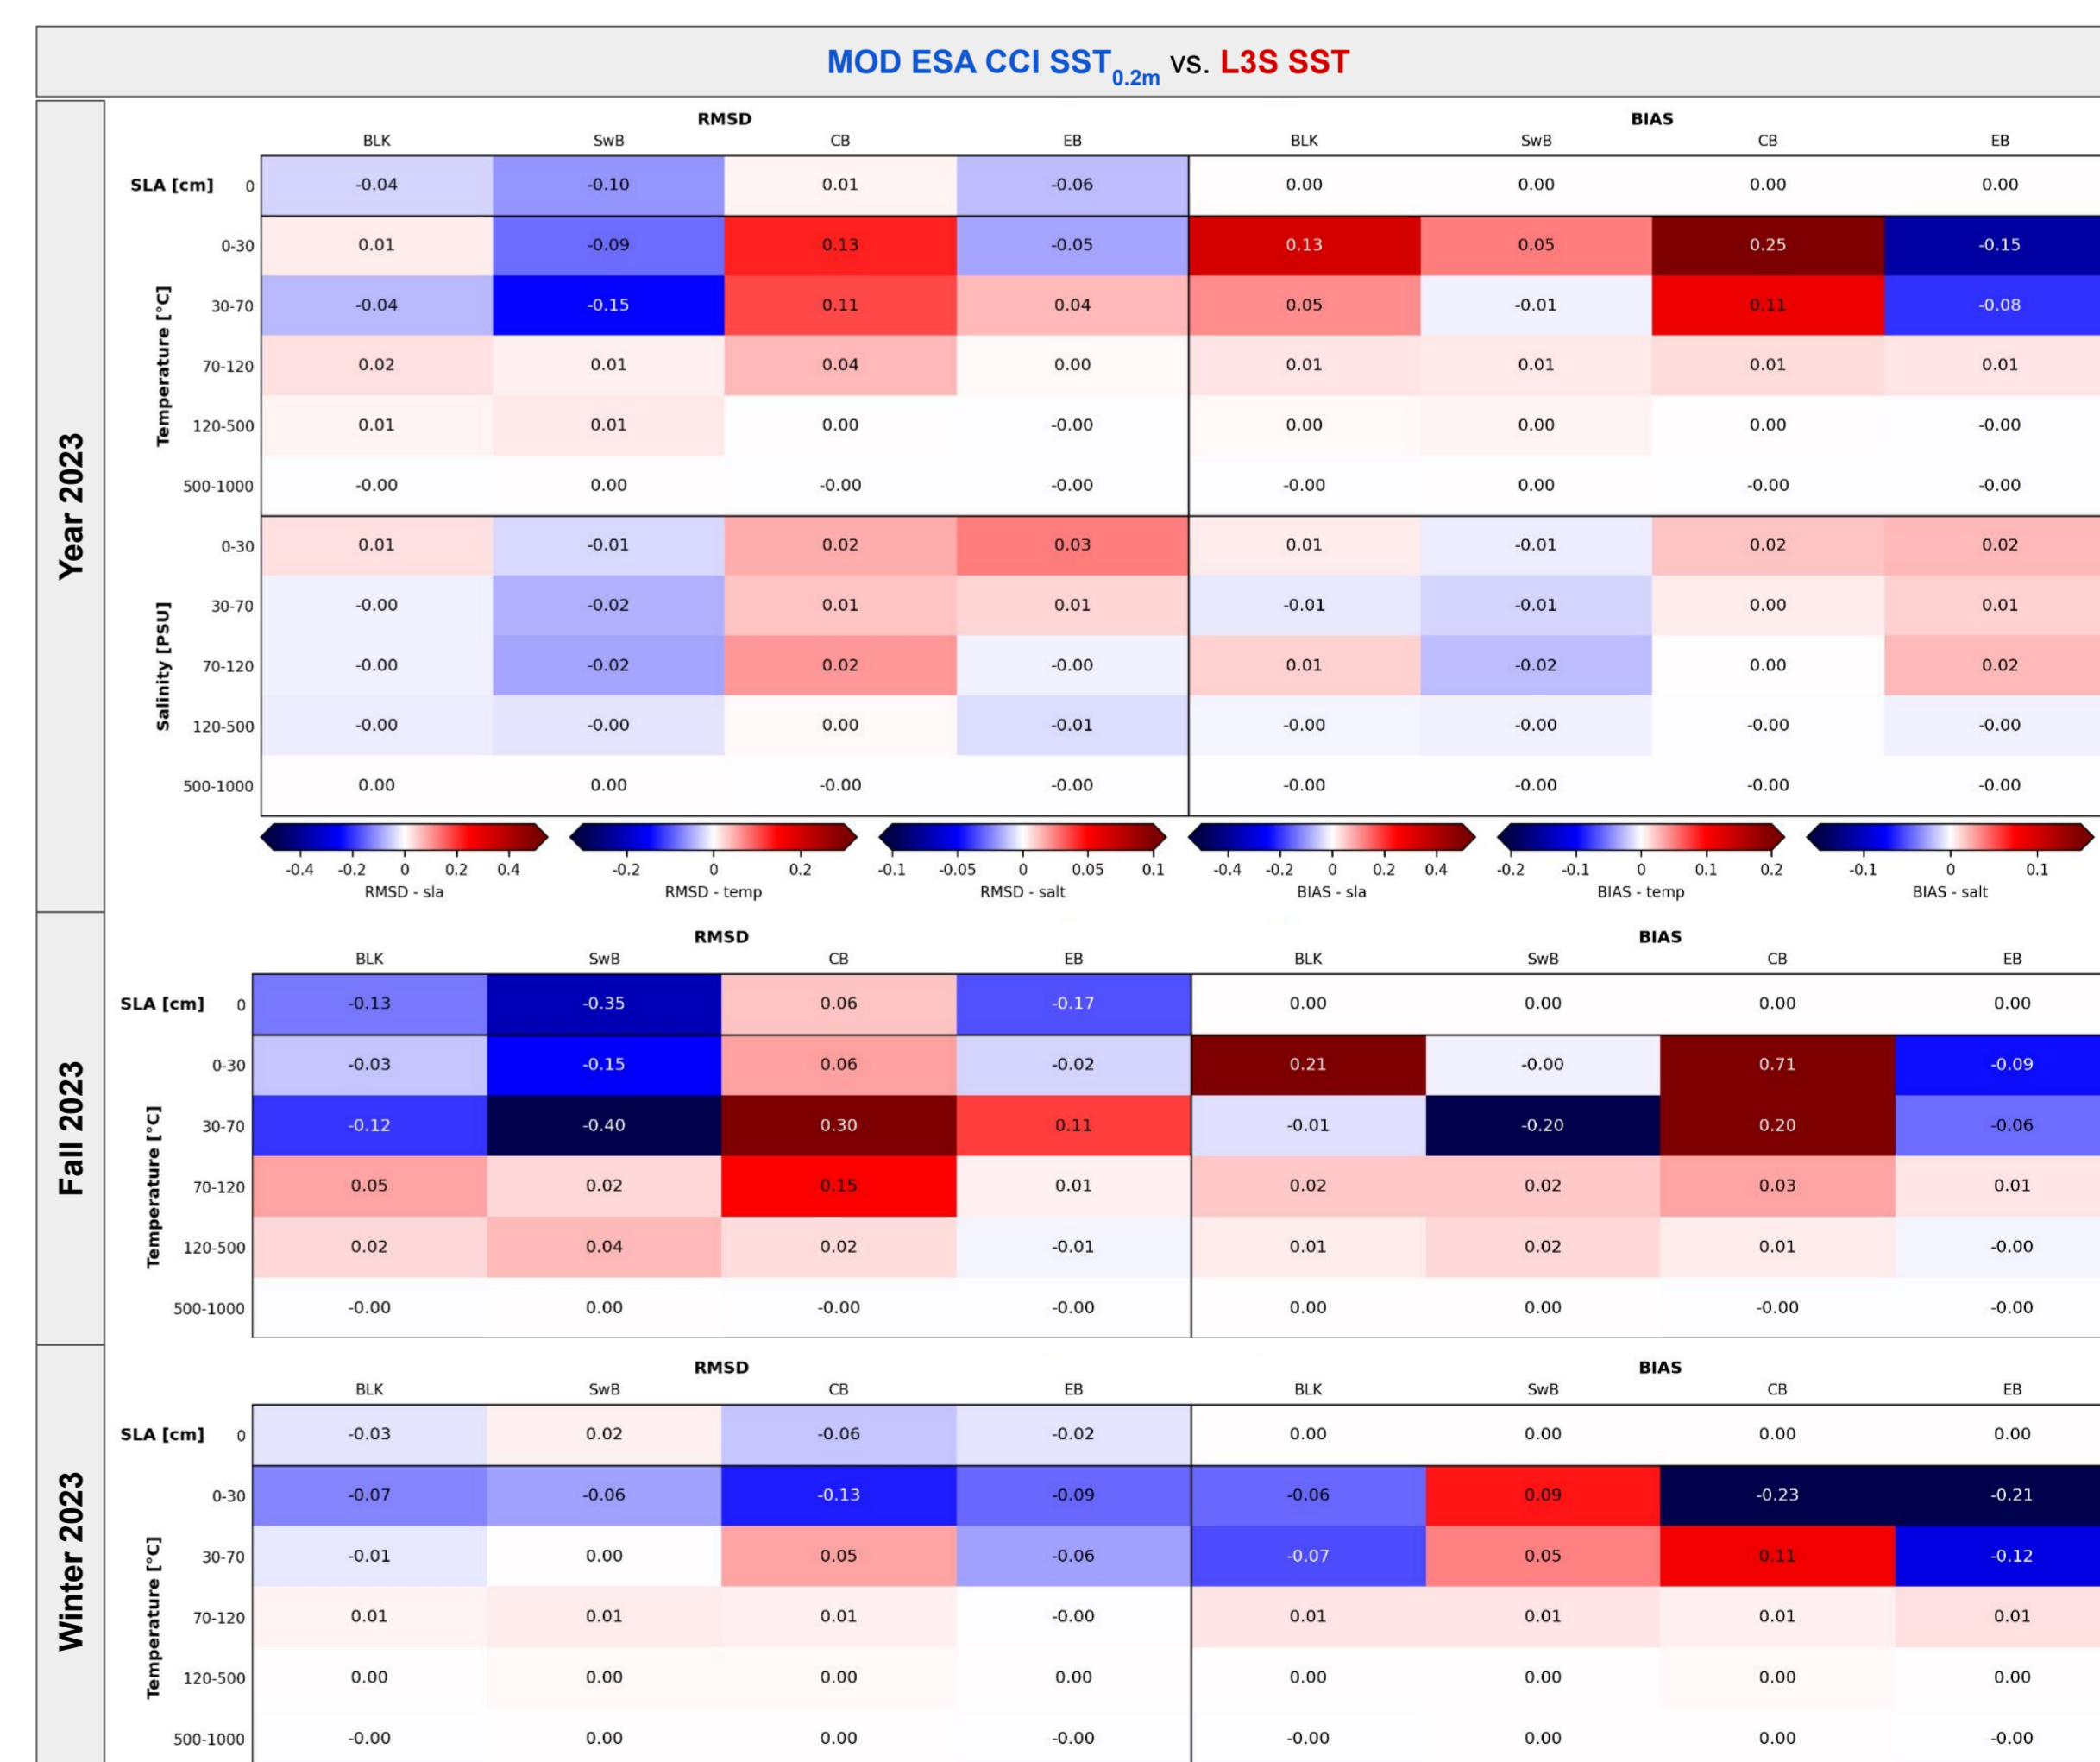 MOD ESA CCI SST0.2m vs. L3S SST
Year 2023
RMSD BIAS
BLK SwB CB EB BLK SwB CB EB
SLA [cm] 0 -0.04 -0.10 0.01 -0.06 0.00 0.00 0.00 0.00
Temperature [°C]
0-30 0.01 -0.09 0.13 -0.05 0.13 0.05 0.25 -0.15
30-70 -0.04 -0.15 0.11 0.04 0.05 -0.01 0.11 -0.08
70-120 0.02 0.01 0.04 0.00 0.01 0.01 0.01 0.01
120-500 0.01 0.01 0.00 -0.00 0.00 0.00 0.00 -0.00
500-1000 -0.00 0.00 -0.00 -0.00 -0.00 0.00 -0.00 -0.00
Salinity [PSU]
0-30 0.01 -0.01 0.02 0.03 0.01 -0.01 0.02 0.02
30-70 -0.00 -0.02 0.01 0.01 -0.01 -0.01 0.00 0.01
70-120 -0.00 -0.02 0.02 -0.00 0.01 -0.02 0.00 0.02
120-500 -0.00 -0.00 0.00 -0.01 -0.00 -0.00 -0.00 -0.00
500-1000 0.00 0.00 -0.00 -0.00 -0.00 -0.00 -0.00 -0.00
-0.4 -0.2 0 0.2 0.4 -0.2 0 0.2 -0.1 -0.05 0 0.05 0.1 -0.4 -0.2 0 0.2 0.4 -0.2 -0.1 0 0.1 0.2 -0.1 0 0.1
RMSD - sla RMSD - temp RMSD - salt BIAS - sla BIAS - temp BIAS - salt
Fall 2023
RMSD BIAS
BLK SwB CB EB BLK SwB CB EB
SLA [cm] 0 -0.13 -0.35 0.06 -0.17 0.00 0.00 0.00 0.00
Temperature [°C]
0-30 -0.03 -0.15 0.06 -0.02 0.21 -0.00 0.71 -0.09
30-70 -0.12 -0.40 0.30 0.11 -0.01 -0.20 0.20 -0.06
70-120 0.05 0.02 0.15 0.01 0.02 0.02 0.03 0.01
120-500 0.02 0.04 0.02 -0.01 0.01 0.02 0.01 -0.00
500-1000 -0.00 0.00 -0.00 -0.00 0.00 0.00 -0.00 -0.00
Winter 2023
RMSD BIAS
BLK SwB CB EB BLK SwB CB EB
SLA [cm] 0 -0.03 0.02 -0.06 -0.02 0.00 0.00 0.00 0.00
Temperature [°C]
0-30 -0.07 -0.06 -0.13 -0.09 -0.06 0.09 -0.23 -0.21
30-70 -0.01 0.00 0.05 -0.06 -0.07 0.05 0.11 -0.12
70-120 0.01 0.01 0.01 -0.00 0.01 0.01 0.01 0.01
120-500 0.00 0.00 0.00 0.00 0.00 0.00 0.00 0.00
500-1000 -0.00 0.00 0.00 -0.00 -0.00 0.00 0.00 -0.00